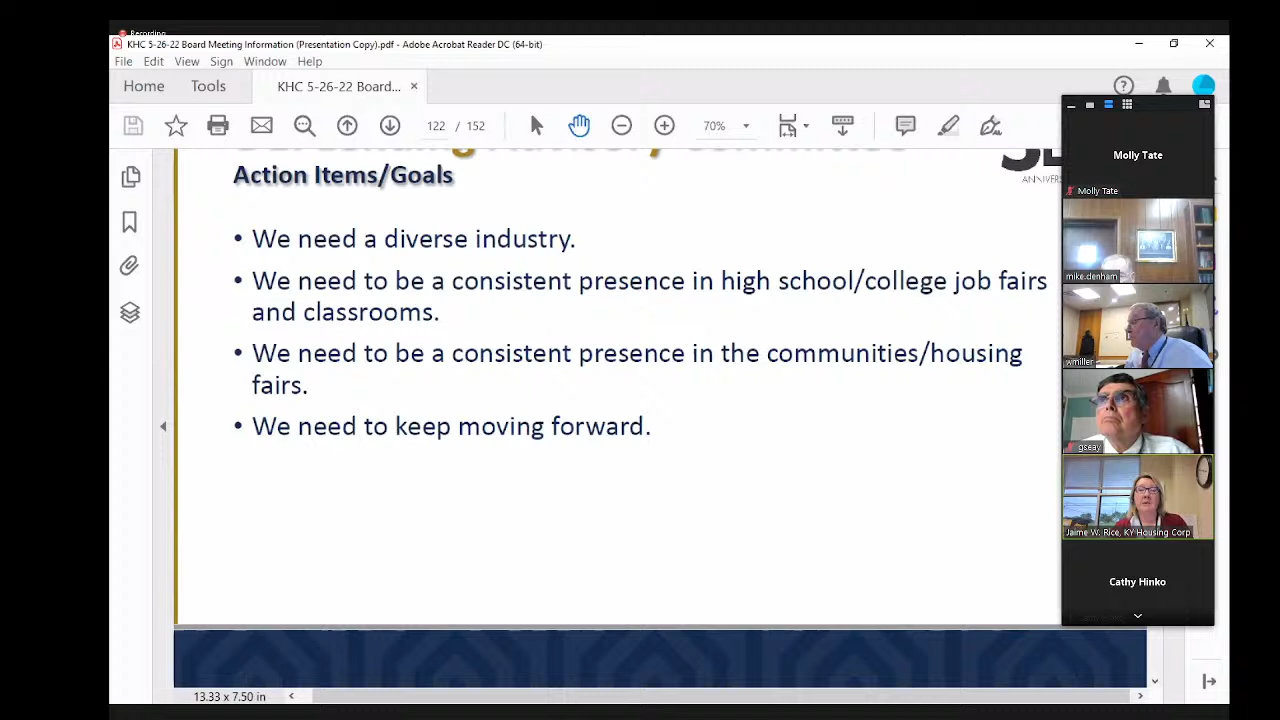 Recording
KHC 5-26-22 Board Meeting Information (Presentation Copy).pdf - Adobe Acrobat Reader DC (64-bit)
File Edit View Sign Window Help
Home Tools KHC 5-26-22 Board...
122 / 152 70%
Action Items/Goals
ANNIVER
• We need a diverse industry.
• We need to be a consistent presence in high school/college job fairs
and classrooms.
• We need to be a consistent presence in the communities/housing
fairs.
• We need to keep moving forward.
13.33 x 7.50 in
Molly Tate
Molly Tate
mike.denham
wmiller
gseay
Jaime W. Rice, KY Housing Corp
Cathy Hinko